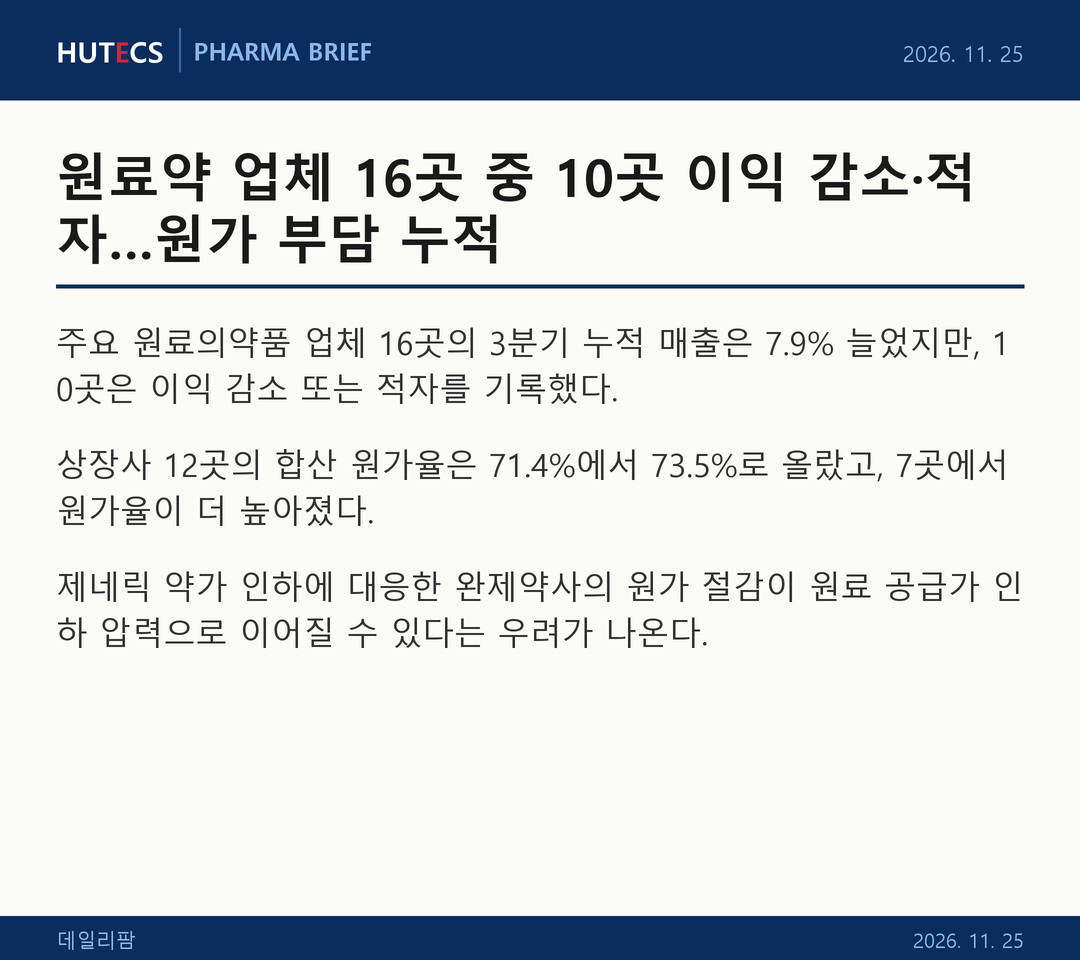 HUTECS PHARMA BRIEF 2026. 11. 25
원료약 업체 16곳 중 10곳 이익 감소·적
자...원가 부담 누적
주요 원료의약품 업체 16곳의 3분기 누적 매출은 7.9% 늘었지만, 1
0곳은 이익 감소 또는 적자를 기록했다.
상장사 12곳의 합산 원가율은 71.4%에서 73.5%로 올랐고, 7곳에서
원가율이 더 높아졌다.
제네릭 약가 인하에 대응한 완제약사의 원가 절감이 원료 공급가 인
하 압력으로 이어질 수 있다는 우려가 나온다.
데일리팜 2026. 11. 25